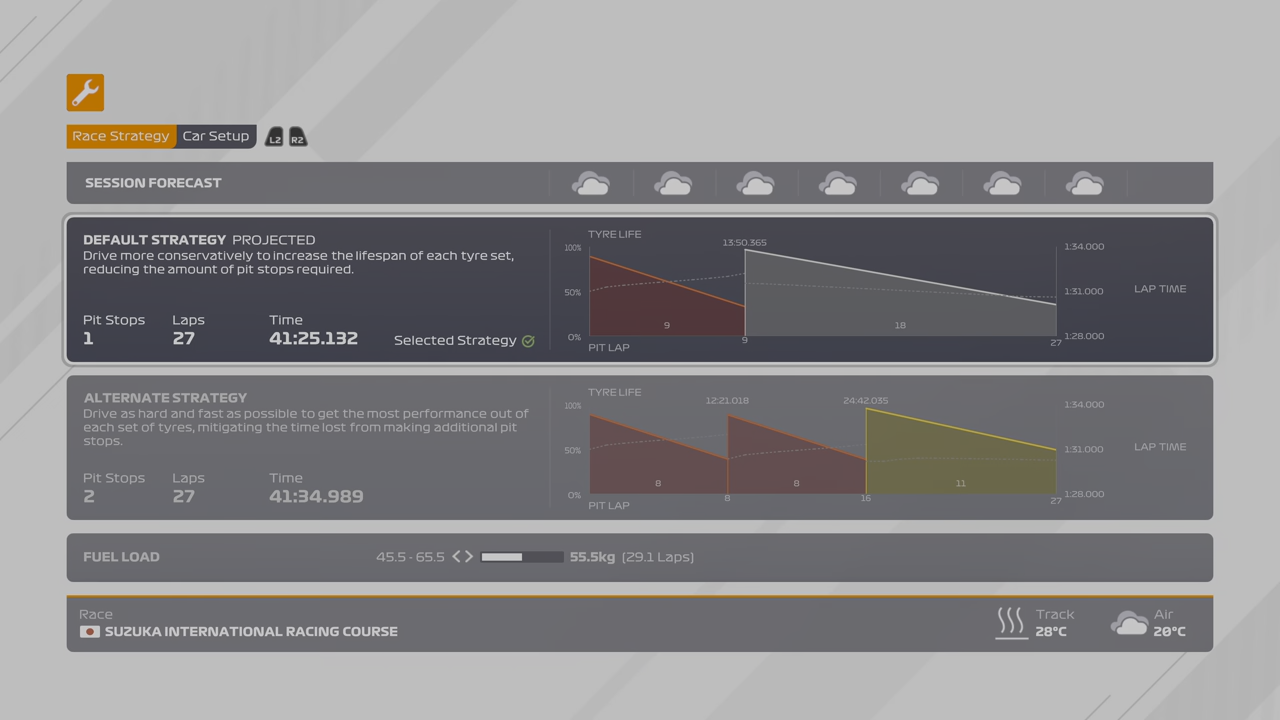 Race Strategy Car Setup L2 R2
SESSION FORECAST
DEFAULT STRATEGY PROJECTED
Drive more conservatively to increase the lifespan of each tyre set,
reducing the amount of pit stops required.
Pit Stops Laps Time
1 27 41:25.132 Selected Strategy
TYRE LIFE
13:50.365
100% 1:34.000
50% 1:31.000 LAP TIME
9 18
0% 9 27 1:28.000
PIT LAP
ALTERNATE STRATEGY
Drive as hard and fast as possible to get the most performance out of
each set of tyres, mitigating the time lost from making additional pit
stops.
Pit Stops Laps Time
2 27 41:34.989
TYRE LIFE
12:21.018 24:42.035
100% 1:34.000
50% 1:31.000 LAP TIME
8 8 11
0% 8 16 27 1:28.000
PIT LAP
FUEL LOAD 45.5 - 65.5 55.5kg (29.1 Laps)
Race
SUZUKA INTERNATIONAL RACING COURSE
Track
28°C
Air
20°C